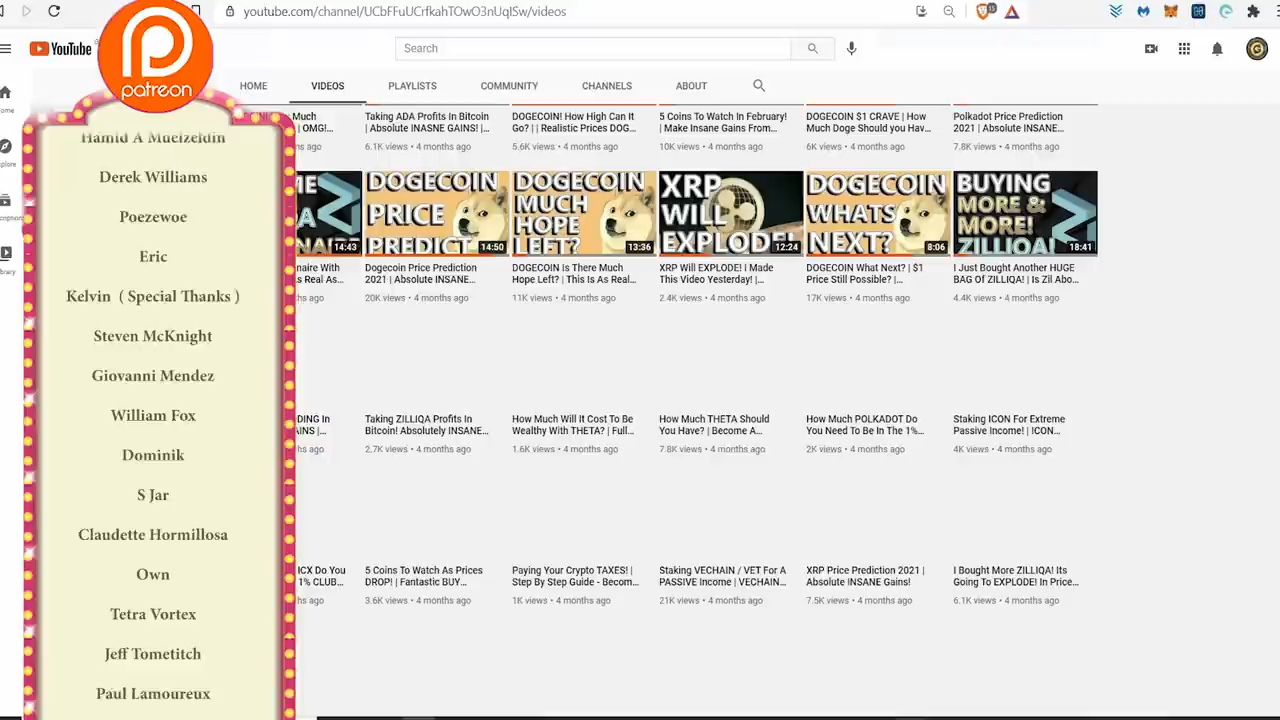 youtube.com/channel/UCbFFuUCrfkahTOwO3nUqISw/videos
15
YouTube
Search
patreon
HOME
VIDEOS
PLAYLISTS
COMMUNITY
CHANNELS
ABOUT
Hamid A Mueizeldin
Derek Williams
Poezewoe
Eric
Kelvin ( Special Thanks )
Steven McKnight
Giovanni Mendez
William Fox
Dominik
S Jar
Claudette Hormillosa
Own
Tetra Vortex
Jeff Tometitch
Paul Lamoureux
Much
| OMG!...
Taking ADA Profits In Bitcoin
| Absolute INASNE GAINS! |...
6.1K views • 4 months ago
DOGECOIN! How High Can It
Go? | | Realistic Prices DOG...
5.6K views • 4 months ago
5 Coins To Watch In February!
| Make Insane Gains From...
10K views • 4 months ago
DOGECOIN $1 CRAVE | How
Much Doge Should you Hav...
6K views • 4 months ago
Polkadot Price Prediction
2021 | Absolute INSANE...
7.8K views • 4 months ago
14:43
naire With
s Real As...
DOGECOIN
PRICE
PREDICT
14:50
Dogecoin Price Prediction
2021 | Absolute INSANE...
20K views • 4 months ago
DOGECOIN
MUCH
HOPE
LEFT?
13:36
DOGECOIN Is There Much
Hope Left? | This Is As Real...
11K views • 4 months ago
XRP
WILL
EXPLODE!
12:24
XRP Will EXPLODE! I Made
This Video Yesterday! |...
2.4K views • 4 months ago
DOGECOIN
WHATS
NEXT?
8:06
DOGECOIN What Next? | $1
Price Still Possible? |...
17K views • 4 months ago
BUYING
MORE &
MORE!
ZILLIQA!
18:41
I Just Bought Another HUGE
BAG Of ZILLIQA! | Is Zil Abo...
4.4K views • 4 months ago
DING In
AINS |...
Taking ZILLIQA Profits In
Bitcoin! Absolutely INSANE...
2.7K views • 4 months ago
How Much Will It Cost To Be
Wealthy With THETA? | Full...
1.6K views • 4 months ago
How Much THETA Should
You Have? | Become A...
7.8K views • 4 months ago
How Much POLKADOT Do
You Need To Be In The 1%...
2K views • 4 months ago
Staking ICON For Extreme
Passive Income! | ICON...
4K views • 4 months ago
ICX Do You
1% CLUB...
5 Coins To Watch As Prices
DROP! | Fantastic BUY...
3.6K views • 4 months ago
Paying Your Crypto TAXES! |
Step By Step Guide - Becom...
1K views • 4 months ago
Staking VECHAIN / VET For A
PASSIVE Income | VECHAIN...
21K views • 4 months ago
XRP Price Prediction 2021 |
Absolute INSANE Gains!
7.5K views • 4 months ago
I Bought More ZILLIQA! Its
Going To EXPLODE! In Price...
6.1K views • 4 months ago